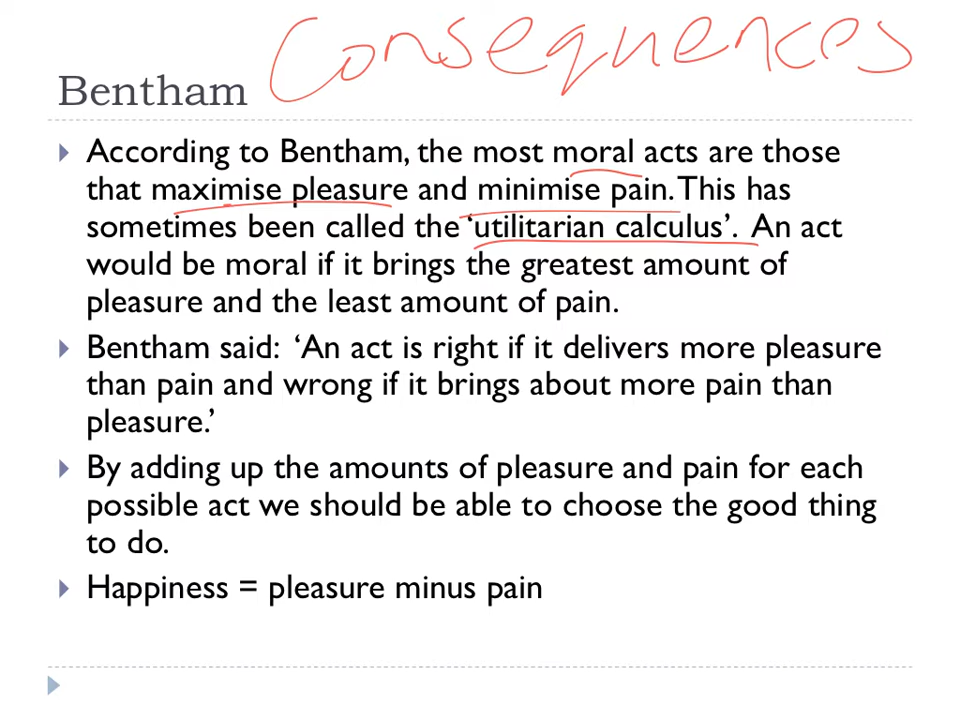 Consequences
Bentham
According to Bentham, the most moral acts are those
that maximise pleasure and minimise pain. This has
sometimes been called the ‘utilitarian calculus’. An act
would be moral if it brings the greatest amount of
pleasure and the least amount of pain.
Bentham said: ‘An act is right if it delivers more pleasure
than pain and wrong if it brings about more pain than
pleasure.’
By adding up the amounts of pleasure and pain for each
possible act we should be able to choose the good thing
to do.
Happiness = pleasure minus pain